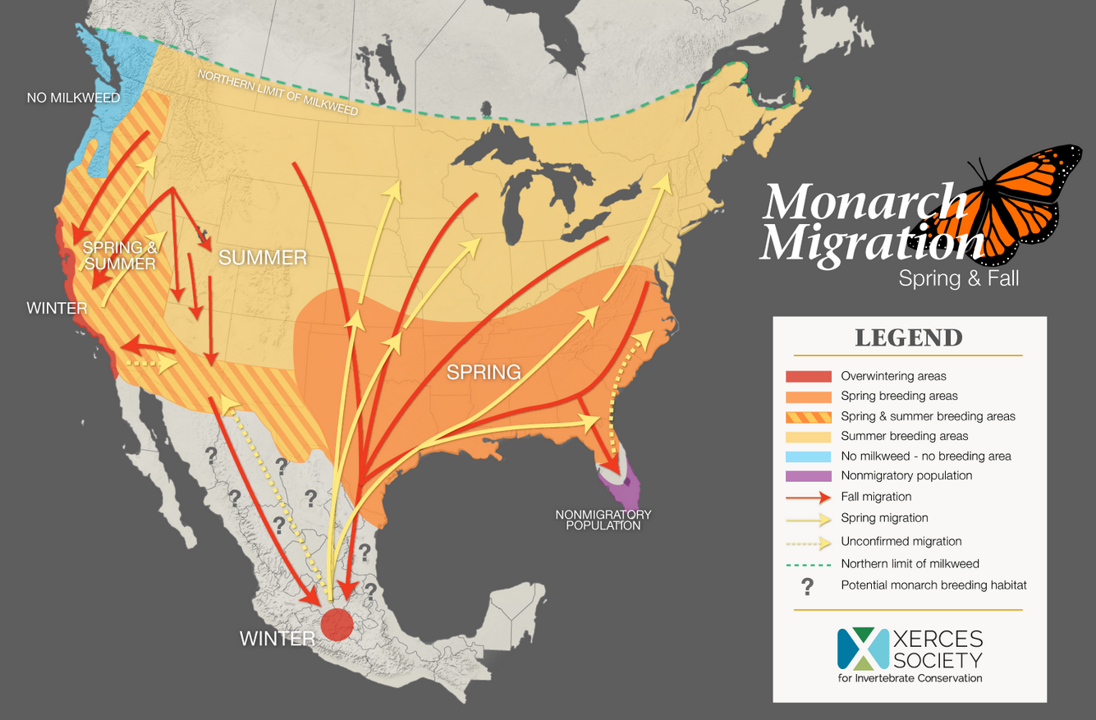 NORTHERN LIMIT OF MILKWEED
NO MILKWEED
SPRING &
SUMMER
SUMMER
WINTER
SPRING
NONMIGRATORY
POPULATION
WINTER
?
?
?
?
?
?
?
Monarch
Migration
Spring & Fall
LEGEND
Overwintering areas
Spring breeding areas
Spring & summer breeding areas
Summer breeding areas
No milkweed - no breeding area
Nonmigratory population
Fall migration
Spring migration
Unconfirmed migration
Northern limit of milkweed
? Potential monarch breeding habitat
XERCES
SOCIETY
for Invertebrate Conservation